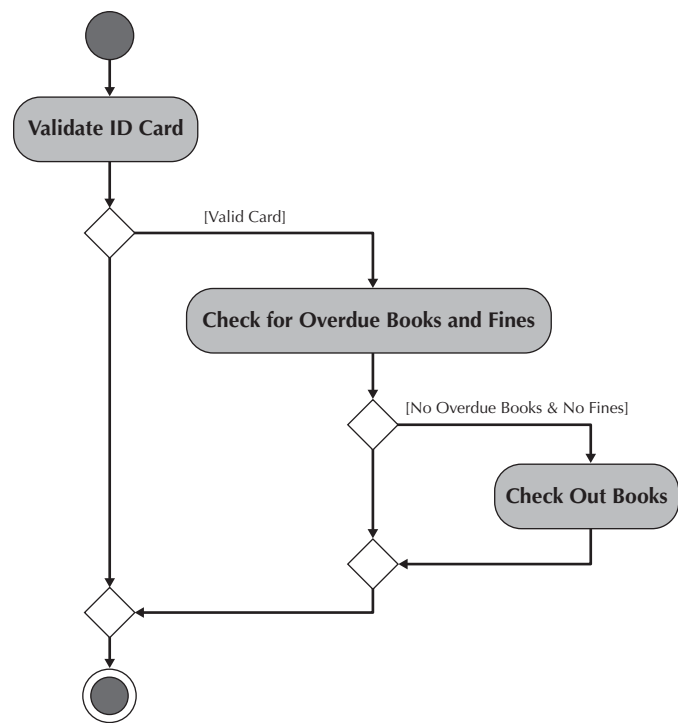 Validate ID Card
[Valid Card]
Check for Overdue Books and Fines
[No Overdue Books & No Fines]
Check Out Books